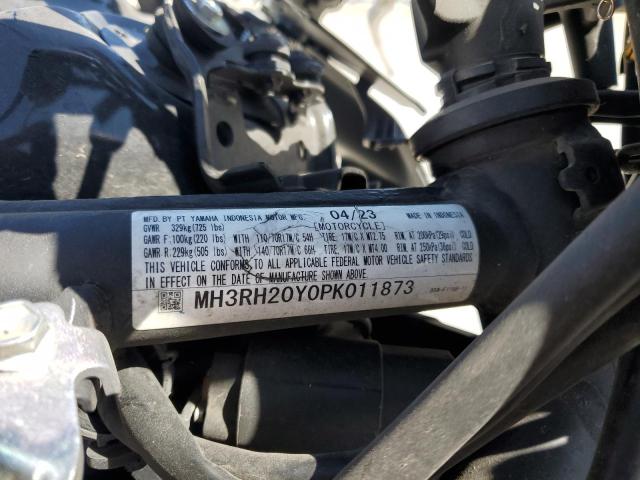 MFD. BY PT YAMAHA INDONESIA MOTOR MFG. 04/23 MADE IN INDONESIA
GVWR 329kg(725 lbs) [MOTORCYCLE]
GAWR F.100kg(220 lbs) WITH 110/70R17M/C 54H TIRE. 17M/C X MT2.75 RIM. AT 200kPa(29psi) COLD
GAWR R.229kg(505 lbs) WITH 140/70R17M/C 66H TIRE. 17M/C X MT4.00 RIM. AT 250kPa(36psi) COLD
THIS VEHICLE CONFORMS TO ALL APPLICABLE FEDERAL MOTOR VEHICLE SAFETY STANDARDS
IN EFFECT ON THE DATE OF MANUFACTURE SHOWN ABOVE.
MH3RH20Y0PK011873